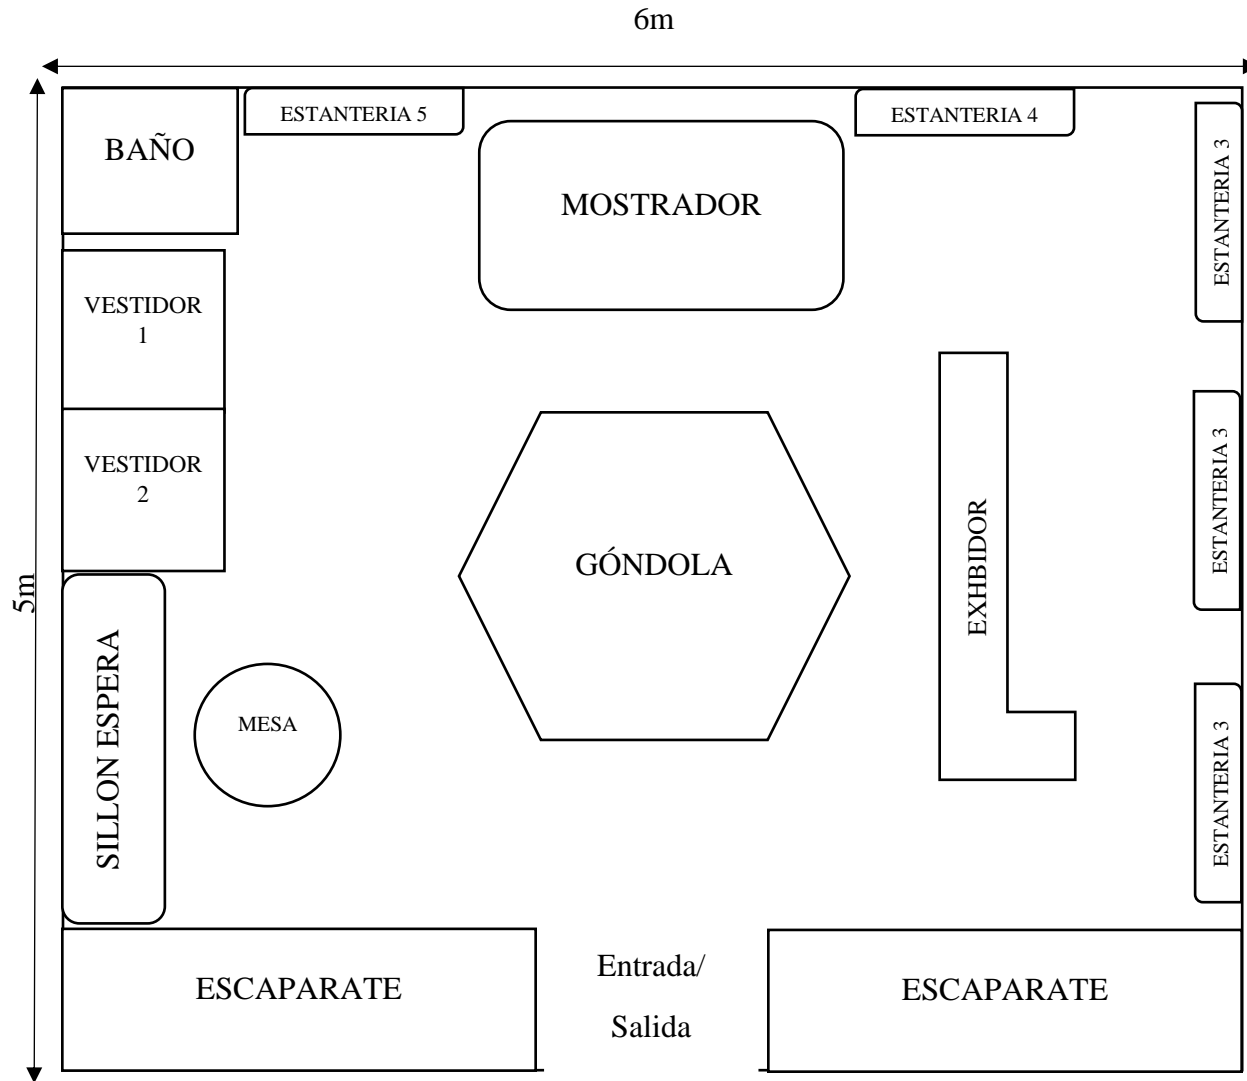 6m
ESTANTERIA 5
ESTANTERIA 4
BAÑO
MOSTRADOR
ESTANTERIA 3
VESTIDOR
1
VESTIDOR
2
GÓNDOLA
EXHBIDOR
ESTANTERIA 3
5m
SILLON ESPERA
MESA
ESTANTERIA 3
ESCAPARATE
Entrada/
Salida
ESCAPARATE